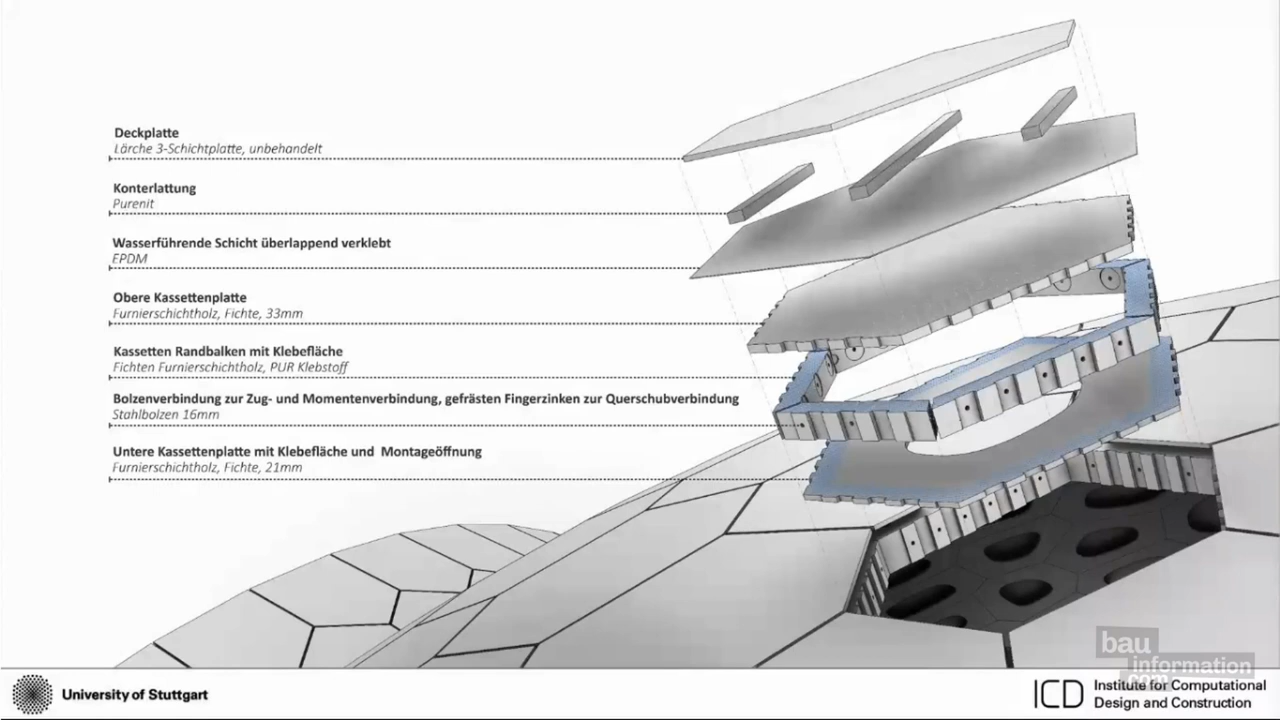 Deckplatte
Lärche 3-Schichtplatte, unbehandelt
Konterlattung
Purenit
Wasserführende Schicht überlappend verklebt
EPDM
Obere Kassettenplatte
Furnierschichtholz, Fichte, 33mm
Kassetten Randbalken mit Klebefläche
Fichten Furnierschichtholz, PUR Klebstoff
Bolzenverbindung zur Zug- und Momentenverbindung, gefrästen Fingerzinken zur Querschubverbindung
Stahlbolzen 16mm
Untere Kassettenplatte mit Klebefläche und Montageöffnung
Furnierschichtholz, Fichte, 21mm
bau
information
com
University of Stuttgart
ICD
Institute for Computational
Design and Construction